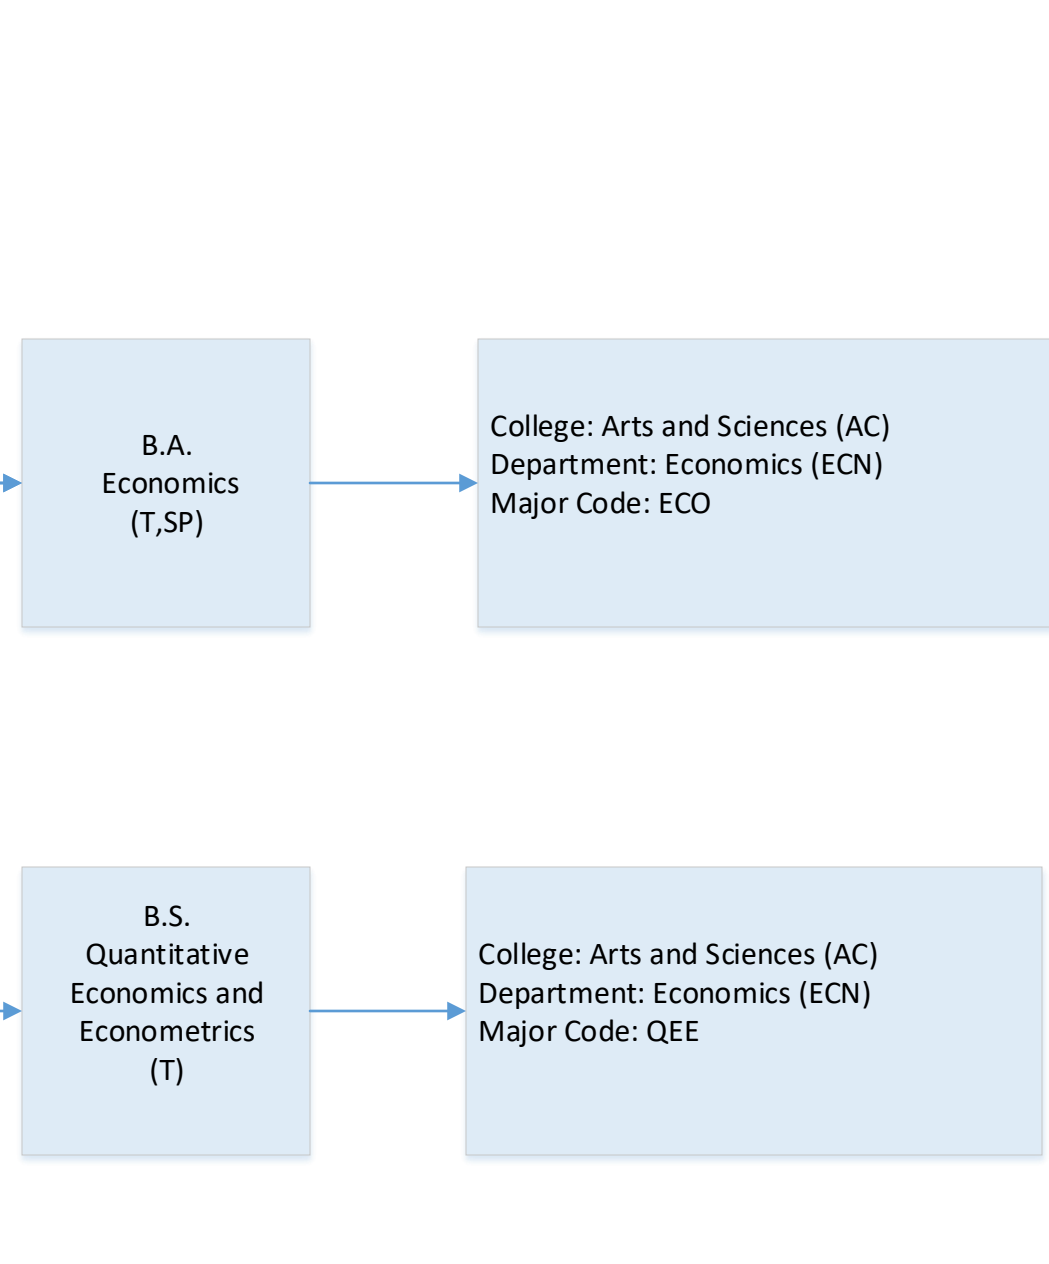 B.A.
Economics
(T,SP)
College: Arts and Sciences (AC)
Department: Economics (ECN)
Major Code: ECO
B.S.
Quantitative
Economics and
Econometrics
(T)
College: Arts and Sciences (AC)
Department: Economics (ECN)
Major Code: QEE